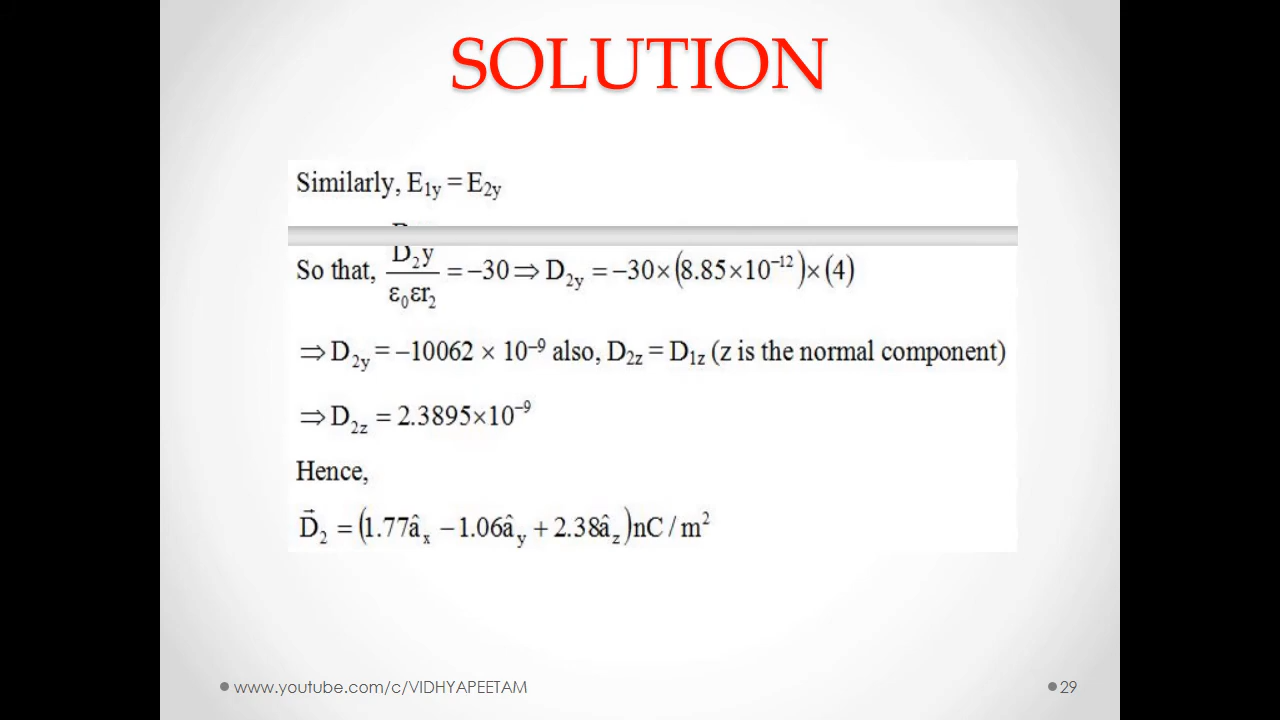 SOLUTION
Similarly, E₁y = E₂y
So that, D₂y / ε₀εr₂ = −30 ⇒ D₂y = −30×(8.85×10⁻¹²)×(4)
⇒ D₂y = −10062 × 10⁻⁹ also, D₂z = D₁z (z is the normal component)
⇒ D₂z = 2.3895×10⁻⁹
Hence,
D⃗₂ = (1.77âₓ − 1.06ây + 2.38âz)nC / m²
www.youtube.com/c/VIDHYAPEETAM
29